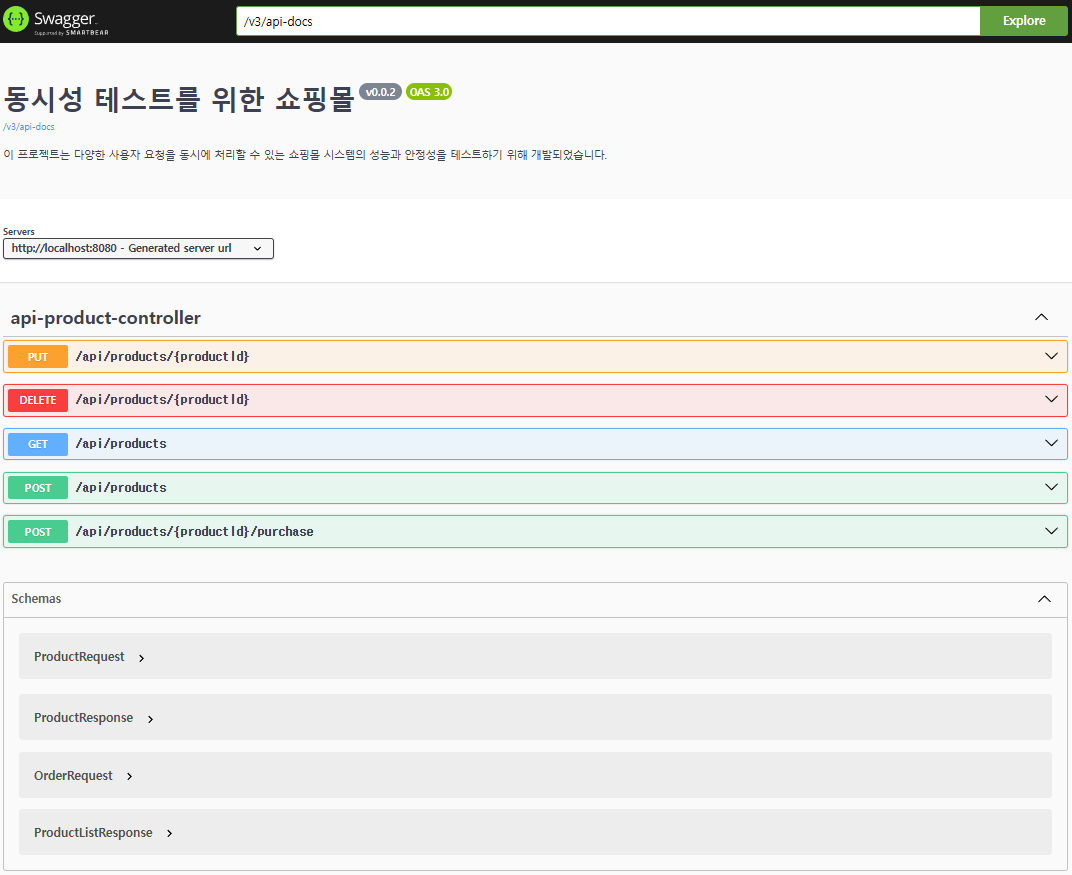 Swagger.
Supported by SMARTBEAR
/v3/api-docs
Explore
동시성 테스트를 위한 쇼핑몰 v0.0.2 OAS 3.0
/v3/api-docs
이 프로젝트는 다양한 사용자 요청을 동시에 처리할 수 있는 쇼핑몰 시스템의 성능과 안정성을 테스트하기 위해 개발되었습니다.
Servers
http://localhost:8080 - Generated server url
api-product-controller
PUT /api/products/{productId}
DELETE /api/products/{productId}
GET /api/products
POST /api/products
POST /api/products/{productId}/purchase
Schemas
ProductRequest
ProductResponse
OrderRequest
ProductListResponse